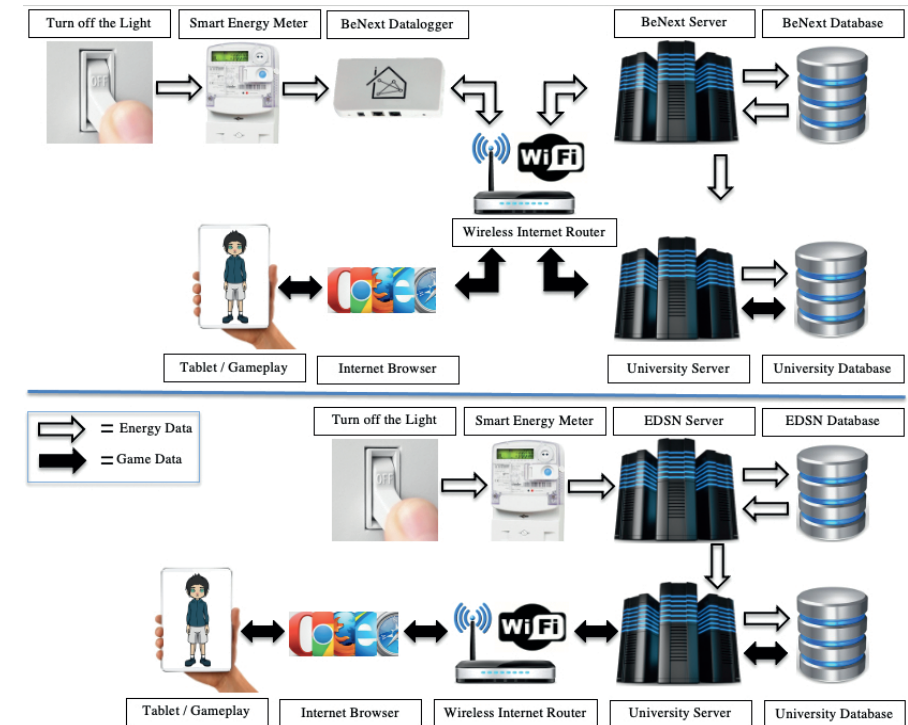 Turn off the Light
Smart Energy Meter
BeNext Datalogger
BeNext Server
BeNext Database
OFF
WiFi
Wireless Internet Router
Tablet / Gameplay
Internet Browser
University Server
University Database
= Energy Data
= Game Data
Turn off the Light
Smart Energy Meter
EDSN Server
EDSN Database
OFF
WiFi
Tablet / Gameplay
Internet Browser
Wireless Internet Router
University Server
University Database